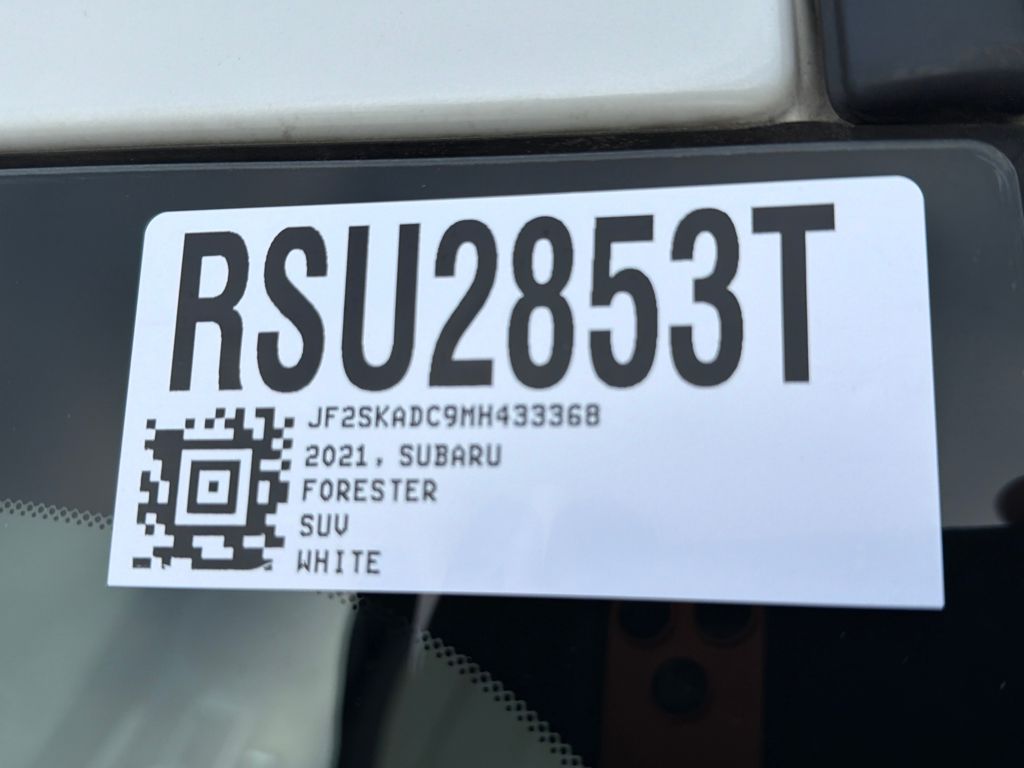 RSU2853T
JF2SKADC9MH433368
2021, SUBARU
FORESTER
SUV
WHITE